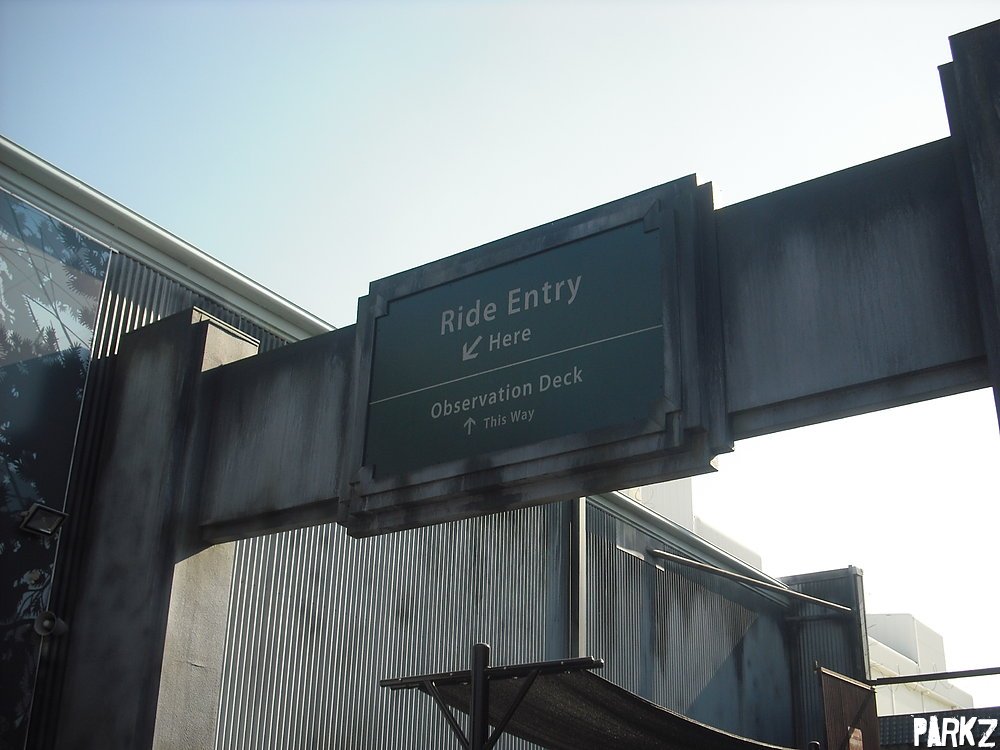 Ride Entry
↙ Here
Observation Deck
↑ This Way
PARKZ